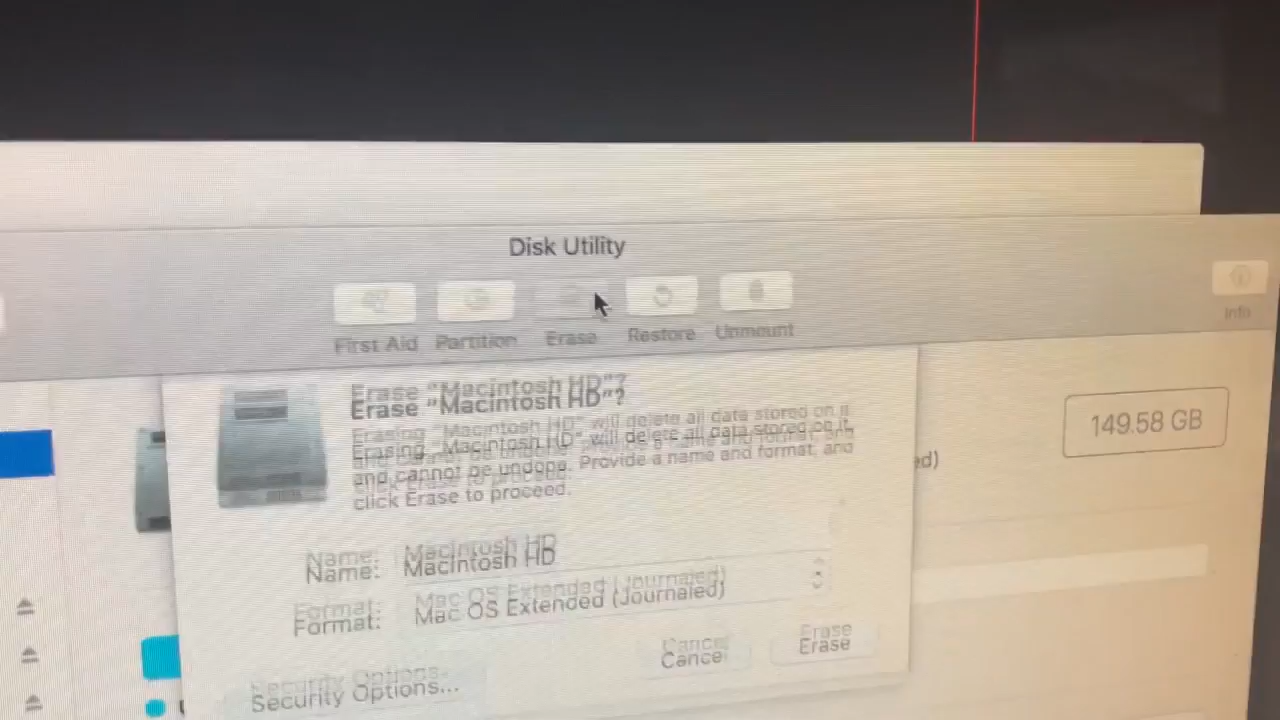 Disk Utility
First Aid Partition Erase Restore Unmount
Info
Erase "Macintosh HD"?
Erasing "Macintosh HD" will delete all data stored on it,
and cannot be undone. Provide a name and format, and
click Erase to proceed.
149.58 GB
ed)
Name: Macintosh HD
Format: Mac OS Extended (Journaled)
Security Options... Cancel Erase